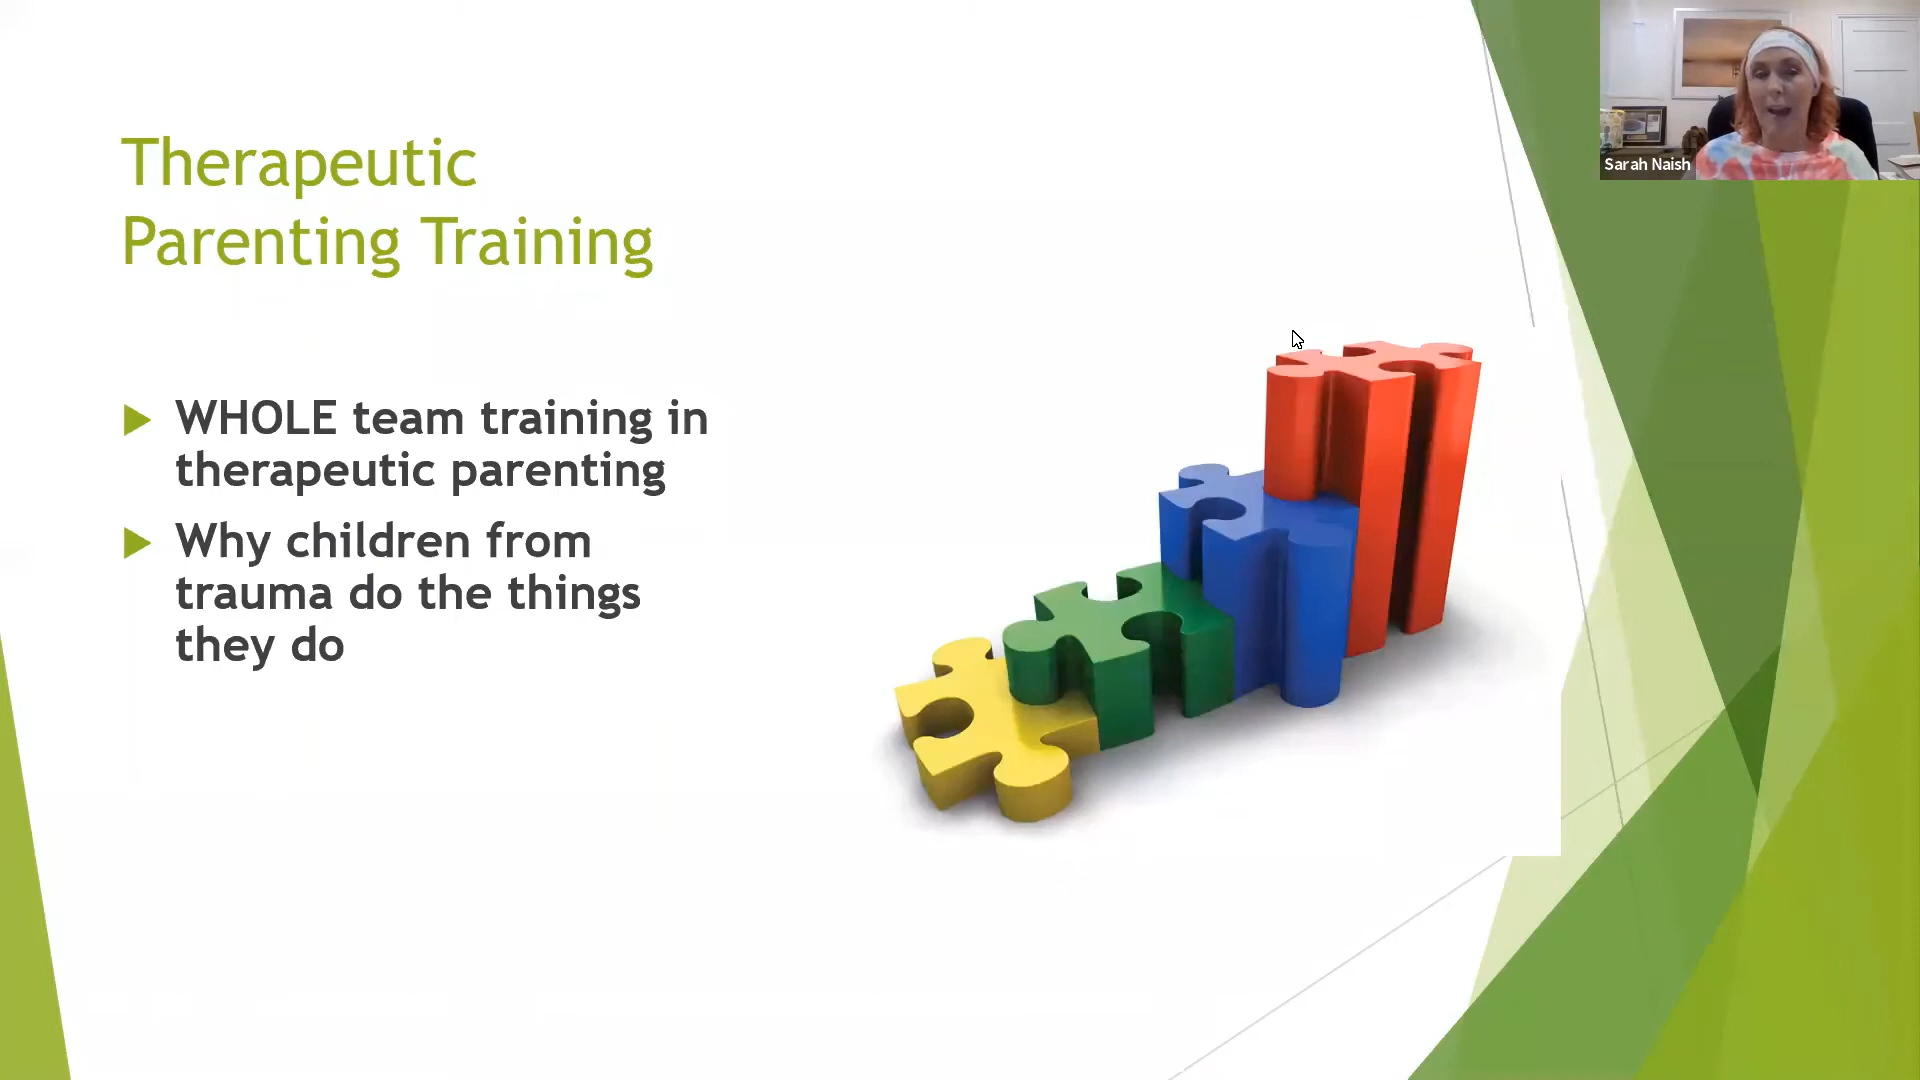 Therapeutic
Parenting Training
WHOLE team training in
therapeutic parenting
Why children from
trauma do the things
they do
Sarah Naish